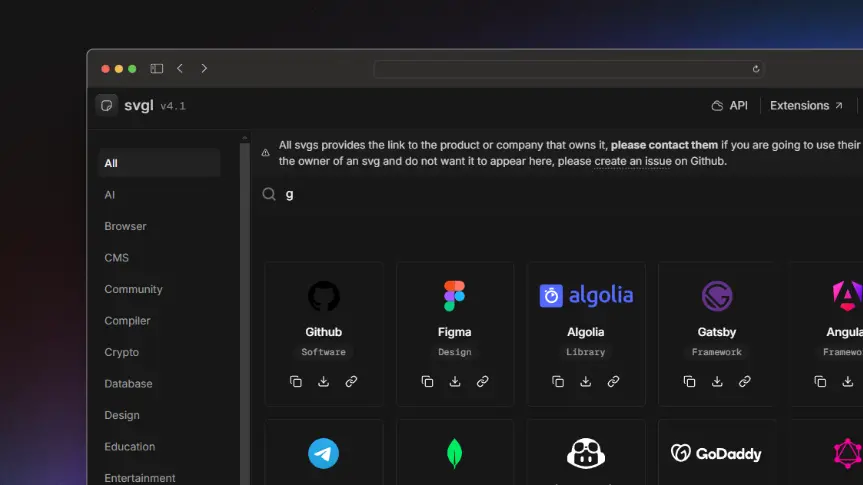 svgl v4.1
API
Extensions
All svgs provides the link to the product or company that owns it, please contact them if you are going to use their
the owner of an svg and do not want it to appear here, please create an issue on Github.
g
All
AI
Browser
CMS
Community
Compiler
Crypto
Database
Design
Education
Entertainment
Github
Software
Figma
Design
algolia
Algolia
Library
Gatsby
Framework
Angula
Framewo
GoDaddy